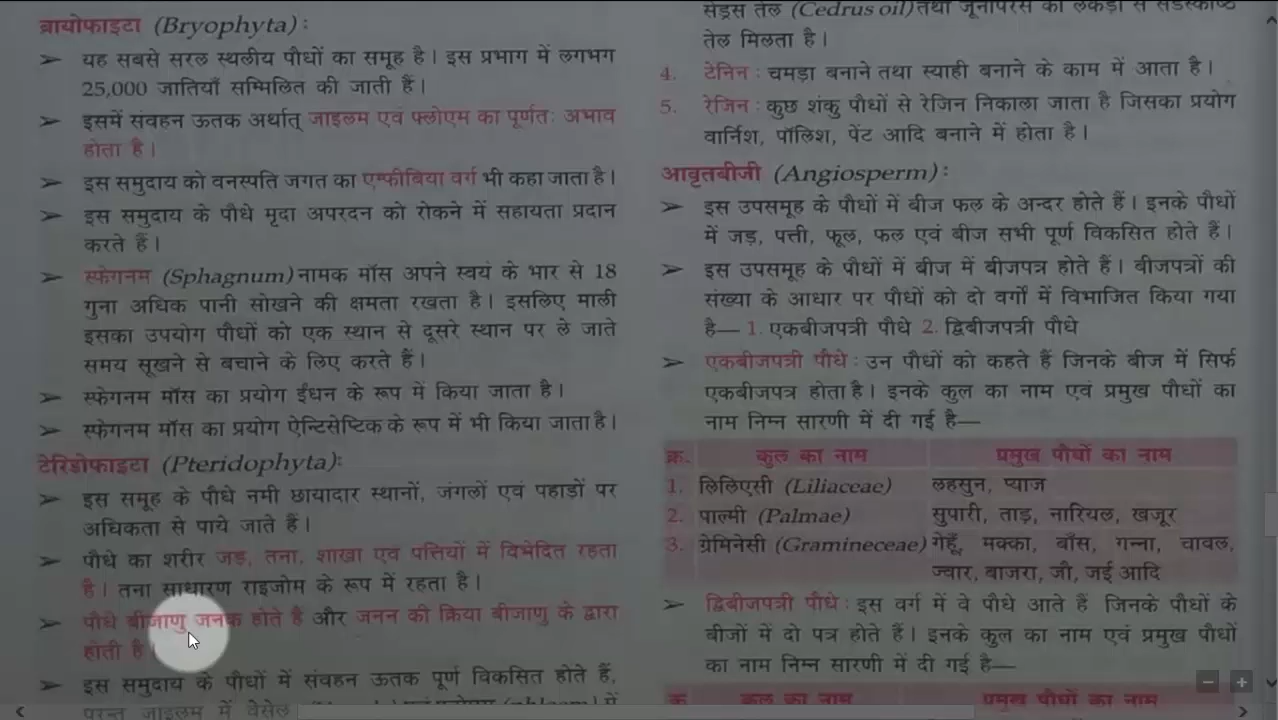 ब्रायोफाइटा (Bryophyta) :
➤ यह सबसे सरल स्थलीय पौधों का समूह है। इस प्रभाग में लगभग
25,000 जातियाँ सम्मिलित की जाती हैं।
➤ इसमें संवहन ऊतक अर्थात् जाइलम एवं फ्लोएम का पूर्णतः अभाव
होता है।
➤ इस समुदाय को वनस्पति जगत का एम्फीबिया वर्ग भी कहा जाता है।
➤ इस समुदाय के पौधे मृदा अपरदन को रोकने में सहायता प्रदान
करते हैं।
➤ स्फेगनम (Sphagnum) नामक मॉस अपने स्वयं के भार से 18
गुना अधिक पानी सोखने की क्षमता रखता है। इसलिए माली
इसका उपयोग पौधों को एक स्थान से दूसरे स्थान पर ले जाते
समय सूखने से बचाने के लिए करते हैं।
➤ स्फेगनम मॉस का प्रयोग ईंधन के रूप में किया जाता है।
➤ स्फेगनम मॉस का प्रयोग ऐन्टिसेप्टिक के रूप में भी किया जाता है।
टेरिडोफाइटा (Pteridophyta):
➤ इस समूह के पौधे नमी छायादार स्थानों, जंगलों एवं पहाडों पर
अधिकता से पाये जाते हैं।
➤ पौधे का शरीर जड़, तना, शाखा एवं पत्तियों में विभेदित रहता
है। तना साधारण राइजोम के रूप में रहता है।
➤ पौधे बीजाणु जनक होते है और जनन की क्रिया बीजाणु के द्वारा
होती है।
➤ इस समुदाय के पौधों में संवहन ऊतक पूर्ण विकसित होते हैं,
परन्तु जाइलम में वेसेल
सेड्रस तेल (Cedrus oil) तथा जूनीपेरस की लकड़ी से सेडस्काष्ठ
तेल मिलता है।
4. टेनिन : चमड़ा बनाने तथा स्याही बनाने के काम में आता है।
5. रेजिन : कुछ शंकु पौधों से रेजिन निकाला जाता है जिसका प्रयोग
वार्निश, पॉलिश, पेंट आदि बनाने में होता है।
आवृतबीजी (Angiosperm) :
➤ इस उपसमूह के पौधों में बीज फल के अन्दर होते हैं। इनके पौधों
में जड़, पत्ती, फूल, फल एवं बीज सभी पूर्ण विकसित होते हैं।
➤ इस उपसमूह के पौधों में बीज में बीजपत्र होते हैं। बीजपत्रों की
संख्या के आधार पर पौधों को दो वर्गों में विभाजित किया गया
है— 1. एकबीजपत्री पौधे 2. द्विबीजपत्री पौधे
➤ एकबीजपत्री पौधे : उन पौधों को कहते हैं जिनके बीज में सिर्फ
एकबीजपत्र होता है। इनके कुल का नाम एवं प्रमुख पौधों का
नाम निम्न सारणी में दी गई है—
क्र. कुल का नाम प्रमुख पौधों का नाम
1. लिलिएसी (Liliaceae) लहसुन, प्याज
2. पाल्मी (Palmae) सुपारी, ताड़, नारियल, खजूर
3. ग्रेमिनेसी (Gramineceae) गेहूँ, मक्का, बाँस, गन्ना, चावल,
ज्वार, बाजरा, जौ, जई आदि
➤ द्विबीजपत्री पौधे : इस वर्ग में वे पौधे आते हैं जिनके पौधों के
बीजों में दो पत्र होते हैं। इनके कुल का नाम एवं प्रमुख पौधों
का नाम निम्न सारणी में दी गई है—
क्र कुल का नाम प्रमुख पौधों का नाम